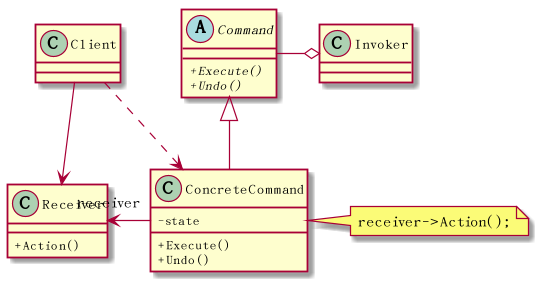 C Client
A Command
+Execute()
+Undo()
C Invoker
C Receiver
+Action()
receiver
C ConcreteCommand
-state
+Execute()
+Undo()
receiver->Action();